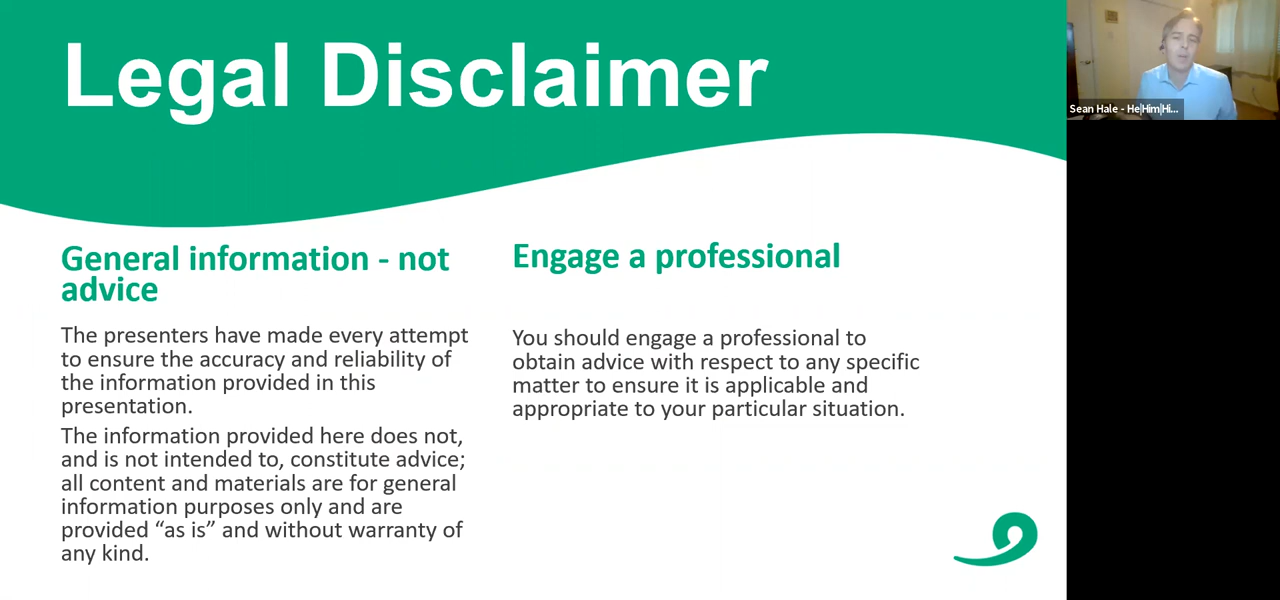 Legal Disclaimer
General information - not
advice
The presenters have made every attempt
to ensure the accuracy and reliability of
the information provided in this
presentation.
The information provided here does not,
and is not intended to, constitute advice;
all content and materials are for general
information purposes only and are
provided “as is” and without warranty of
any kind.
Engage a professional
You should engage a professional to
obtain advice with respect to any specific
matter to ensure it is applicable and
appropriate to your particular situation.
Sean Hale - He|Him|Hi...